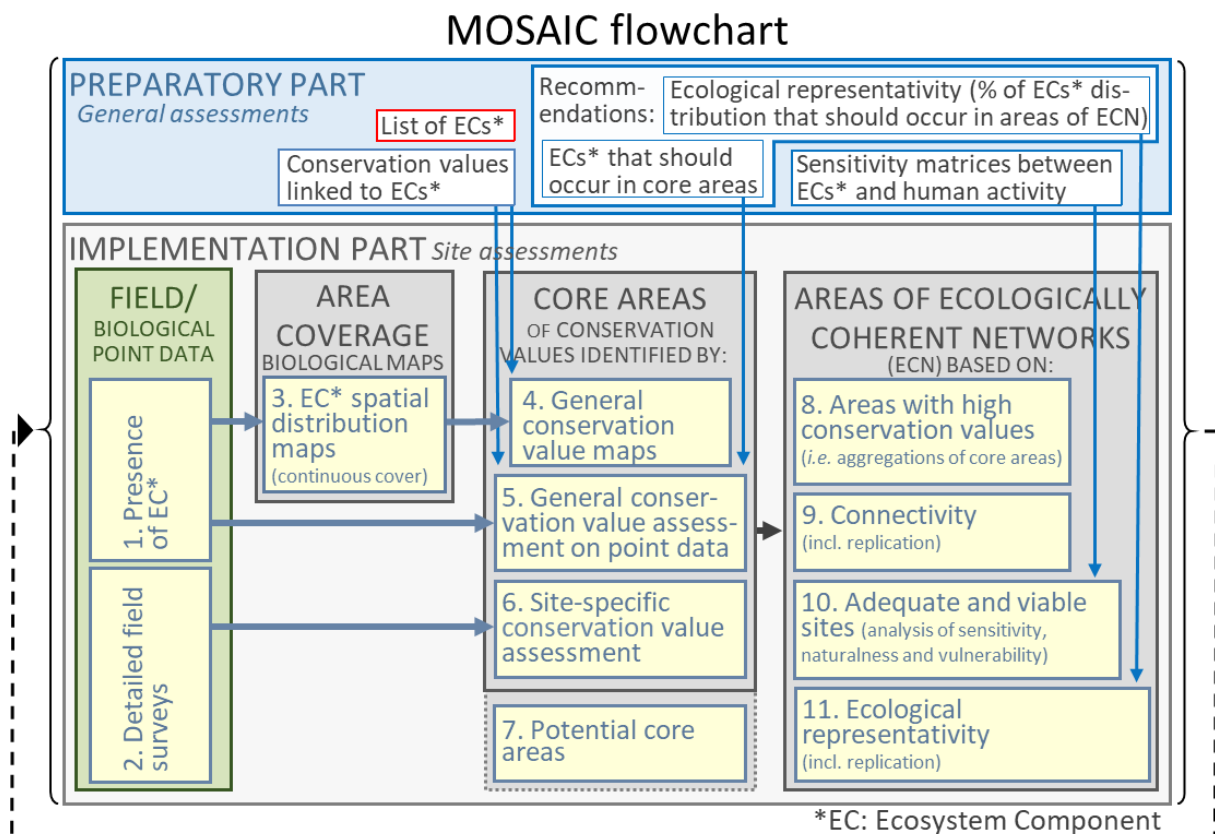 MOSAIC flowchart
PREPARATORY PART
General assessments
List of ECs*
Conservation values
linked to ECs*
Recomm-
endations:
Ecological representativity (% of ECs* dis-
tribution that should occur in areas of ECN)
ECs* that should
occur in core areas
Sensitivity matrices between
ECs* and human activity
IMPLEMENTATION PART Site assessments
FIELD/
BIOLOGICAL
POINT DATA
1. Presence
of EC*
2. Detailed field
surveys
AREA
COVERAGE
BIOLOGICAL MAPS
3. EC* spatial
distribution
maps
(continuous cover)
CORE AREAS
OF CONSERVATION
VALUES IDENTIFIED BY:
4. General
conservation
value maps
5. General conser-
vation value assess-
ment on point data
6. Site-specific
conservation value
assessment
7. Potential core
areas
AREAS OF ECOLOGICALLY
COHERENT NETWORKS
(ECN) BASED ON:
8. Areas with high
conservation values
(i.e. aggregations of core areas)
9. Connectivity
(incl. replication)
10. Adequate and viable
sites (analysis of sensitivity,
naturalness and vulnerability)
11. Ecological
representativity
(incl. replication)
*EC: Ecosystem Component